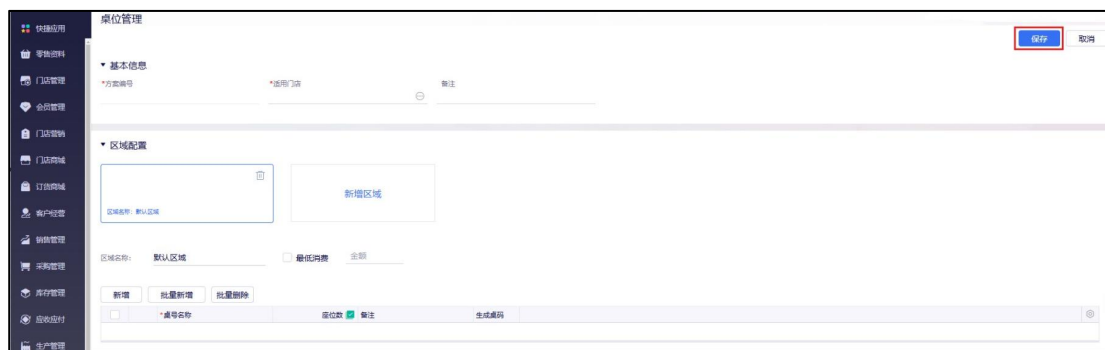 桌位管理
保存
取消
快捷应用
零售资料
门店管理
会员管理
门店营销
门店商城
订货商城
客户经营
销售管理
采购管理
库存管理
应收应付
生产管理
基本信息
*方案编号
*适用门店
备注
区域配置
区域名称：默认区域
新增区域
区域名称: 默认区域
最低消费 金额
新增 批量新增 批量删除
*桌号名称 座位数 备注 生成桌码